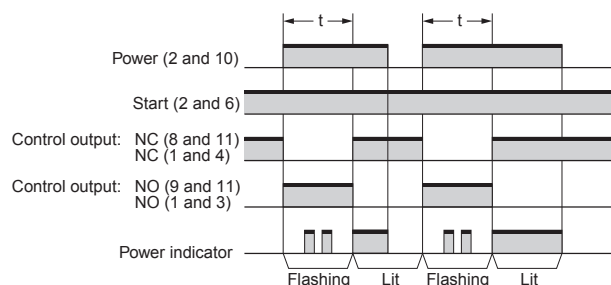 t t
Power (2 and 10)
Start (2 and 6)
Control output: NC (8 and 11)
NC (1 and 4)
Control output: NO (9 and 11)
NO (1 and 3)
Power indicator
Flashing Lit Flashing Lit